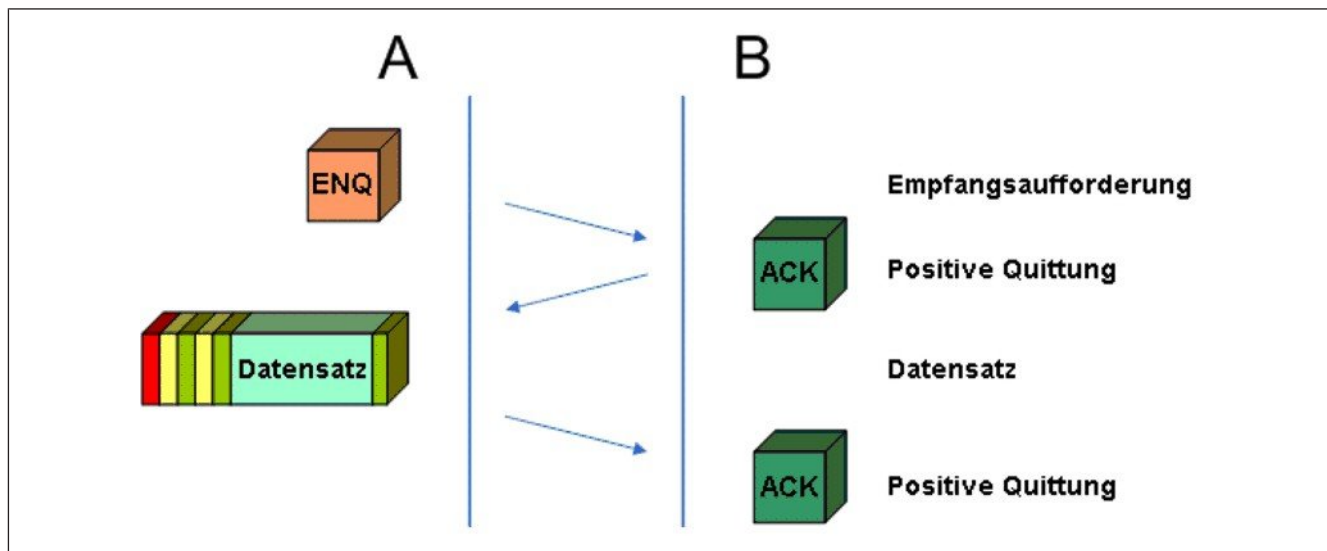 A B
ENQ
Empfangsaufforderung
ACK Positive Quittung
Datensatz Datensatz
ACK Positive Quittung